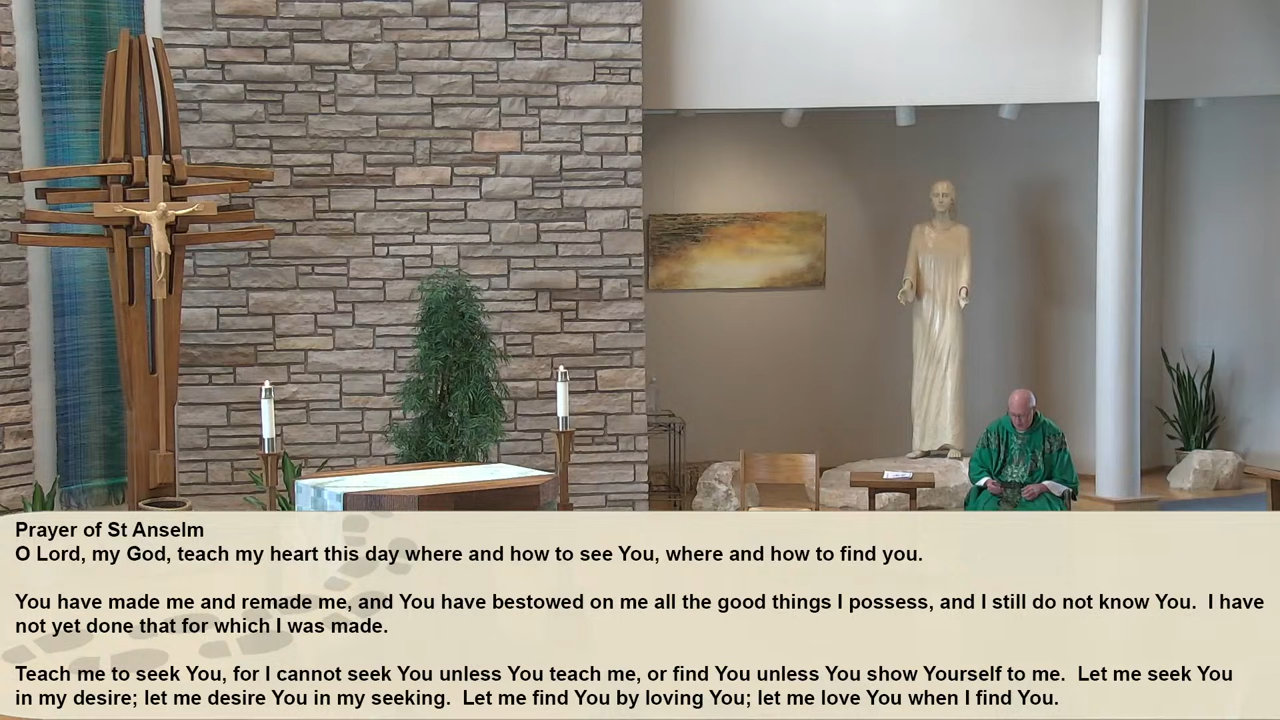 Prayer of St Anselm
O Lord, my God, teach my heart this day where and how to see You, where and how to find you.
You have made me and remade me, and You have bestowed on me all the good things I possess, and I still do not know You.  I have
not yet done that for which I was made.
Teach me to seek You, for I cannot seek You unless You teach me, or find You unless You show Yourself to me.  Let me seek You
in my desire; let me desire You in my seeking.  Let me find You by loving You; let me love You when I find You.